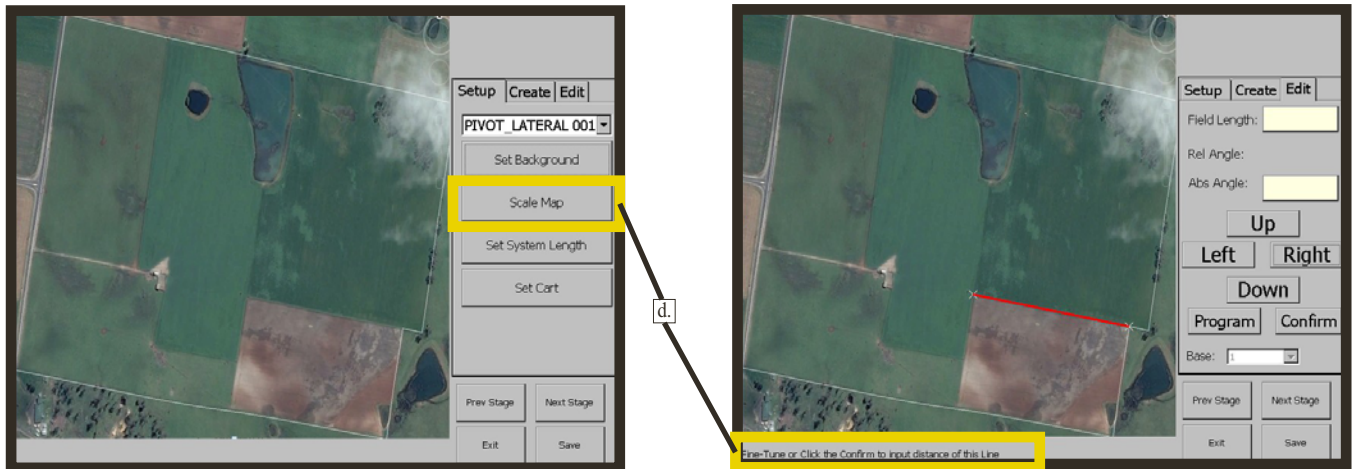 Setup Create Edit
PIVOT_LATERAL 001
Set Background
Scale Map
Set System Length
Set Cart
Prev Stage Next Stage
Exit Save
d.
Setup Create Edit
Field Length:
Rel Angle:
Abs Angle:
Up
Left Right
Down
Program Confirm
Base: 1
Prev Stage Next Stage
Exit Save
Fine-Tune or Click the Confirm to input distance of this Line